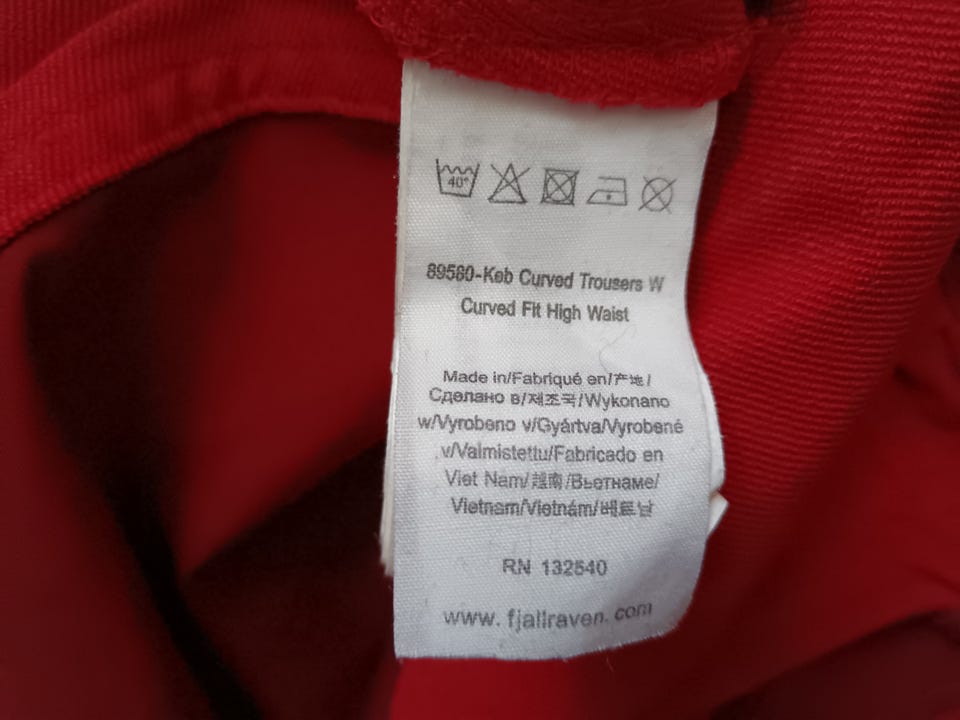 40°
89580-Keb Curved Trousers W
Curved Fit High Waist
Made in/Fabriqué en/产地/
Сделано в/제조국/Wykonano
w/Vyrobeno v/Gyártva/Vyrobené
v/Valmistettu/Fabricado en
Viet Nam/越南/Вьетнаме/
Vietnam/Vietnám/베트남
RN 132540
www.fjallraven.com